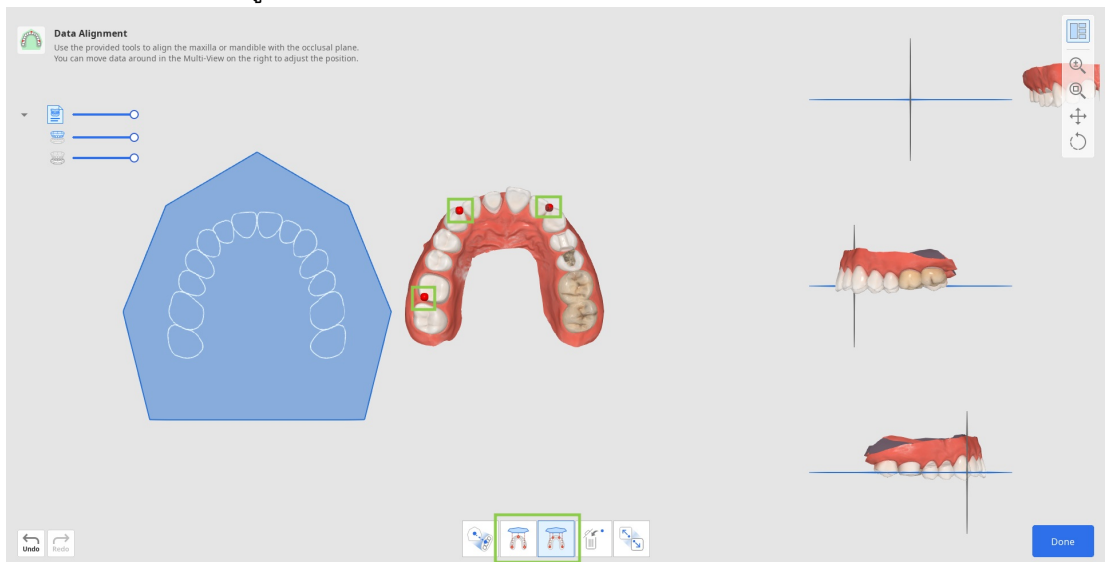 Data Alignment
Use the provided tools to align the maxilla or mandible with the occlusal plane.
You can move data around in the Multi-View on the right to adjust the position.
Undo
Redo
Done